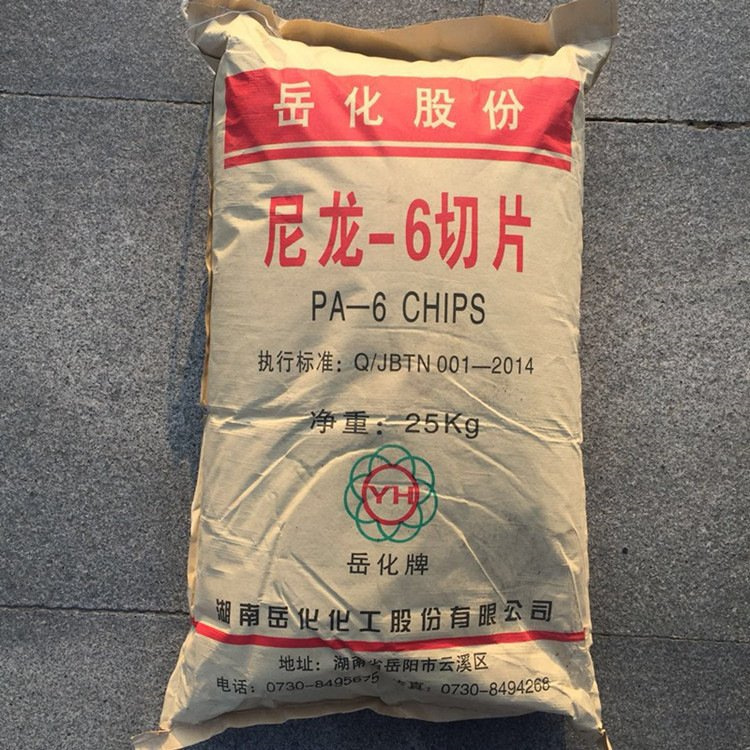 岳化股份
尼龙-6切片
PA—6 CHIPS
执行标准：Q/JBTN 001—2014
净重：25Kg
YH
岳化牌
湖南岳化化工股份有限公司
地址：湖南省岳阳市云溪区
电话：0730-8495675 传真：0730-8494268